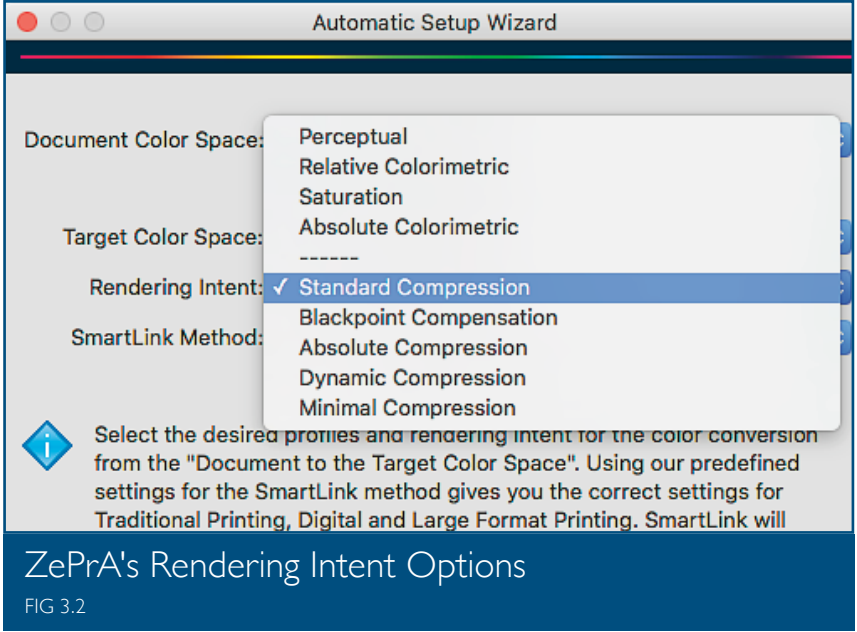 Automatic Setup Wizard
Document Color Space:
Perceptual
Relative Colorimetric
Saturation
Absolute Colorimetric
------
Target Color Space:
Rendering Intent:
✓ Standard Compression
Blackpoint Compensation
SmartLink Method:
Absolute Compression
Dynamic Compression
Minimal Compression
Select the desired profiles and rendering intent for the color conversion
from the "Document to the Target Color Space". Using our predefined
settings for the SmartLink method gives you the correct settings for
Traditional Printing, Digital and Large Format Printing. SmartLink will
ZePrA's Rendering Intent Options
FIG 3.2